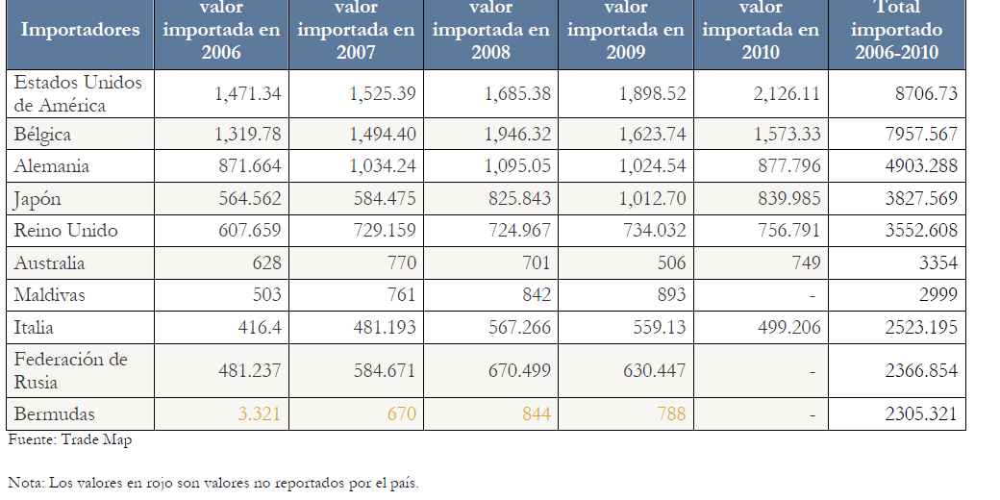 Importadores valor importada en 2006 valor importada en 2007 valor importada en 2008 valor importada en 2009 valor importada en 2010 Total importado 2006-2010
Estados Unidos de América 1,471.34 1,525.39 1,685.38 1,898.52 2,126.11 8706.73
Bélgica 1,319.78 1,494.40 1,946.32 1,623.74 1,573.33 7957.567
Alemania 871.664 1,034.24 1,095.05 1,024.54 877.796 4903.288
Japón 564.562 584.475 825.843 1,012.70 839.985 3827.569
Reino Unido 607.659 729.159 724.967 734.032 756.791 3552.608
Australia 628 770 701 506 749 3354
Maldivas 503 761 842 893 - 2999
Italia 416.4 481.193 567.266 559.13 499.206 2523.195
Federación de Rusia 481.237 584.671 670.499 630.447 - 2366.854
Bermudas 3.321 670 844 788 - 2305.321
Fuente: Trade Map
Nota: Los valores en rojo son valores no reportados por el país.